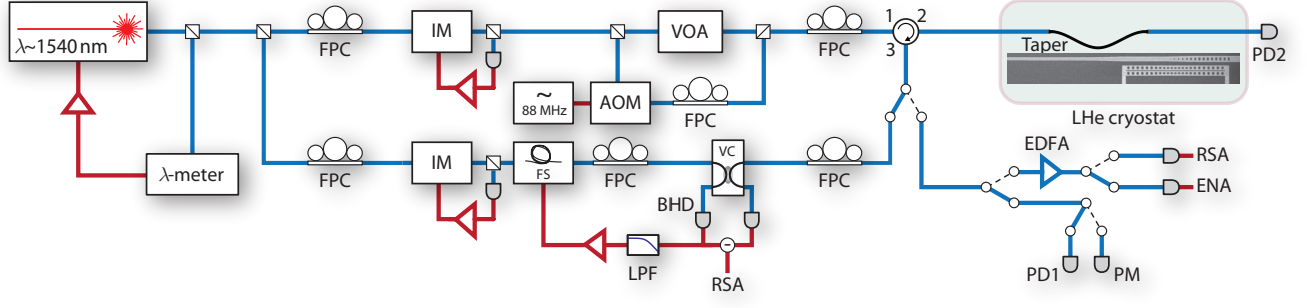 λ~1540 nm
FPC
IM
VOA
FPC
1
2
3
Taper
PD2
~
88 MHz
AOM
FPC
LHe cryostat
λ-meter
FPC
IM
FS
FPC
VC
FPC
EDFA
RSA
ENA
BHD
LPF
−
RSA
PD1
PM